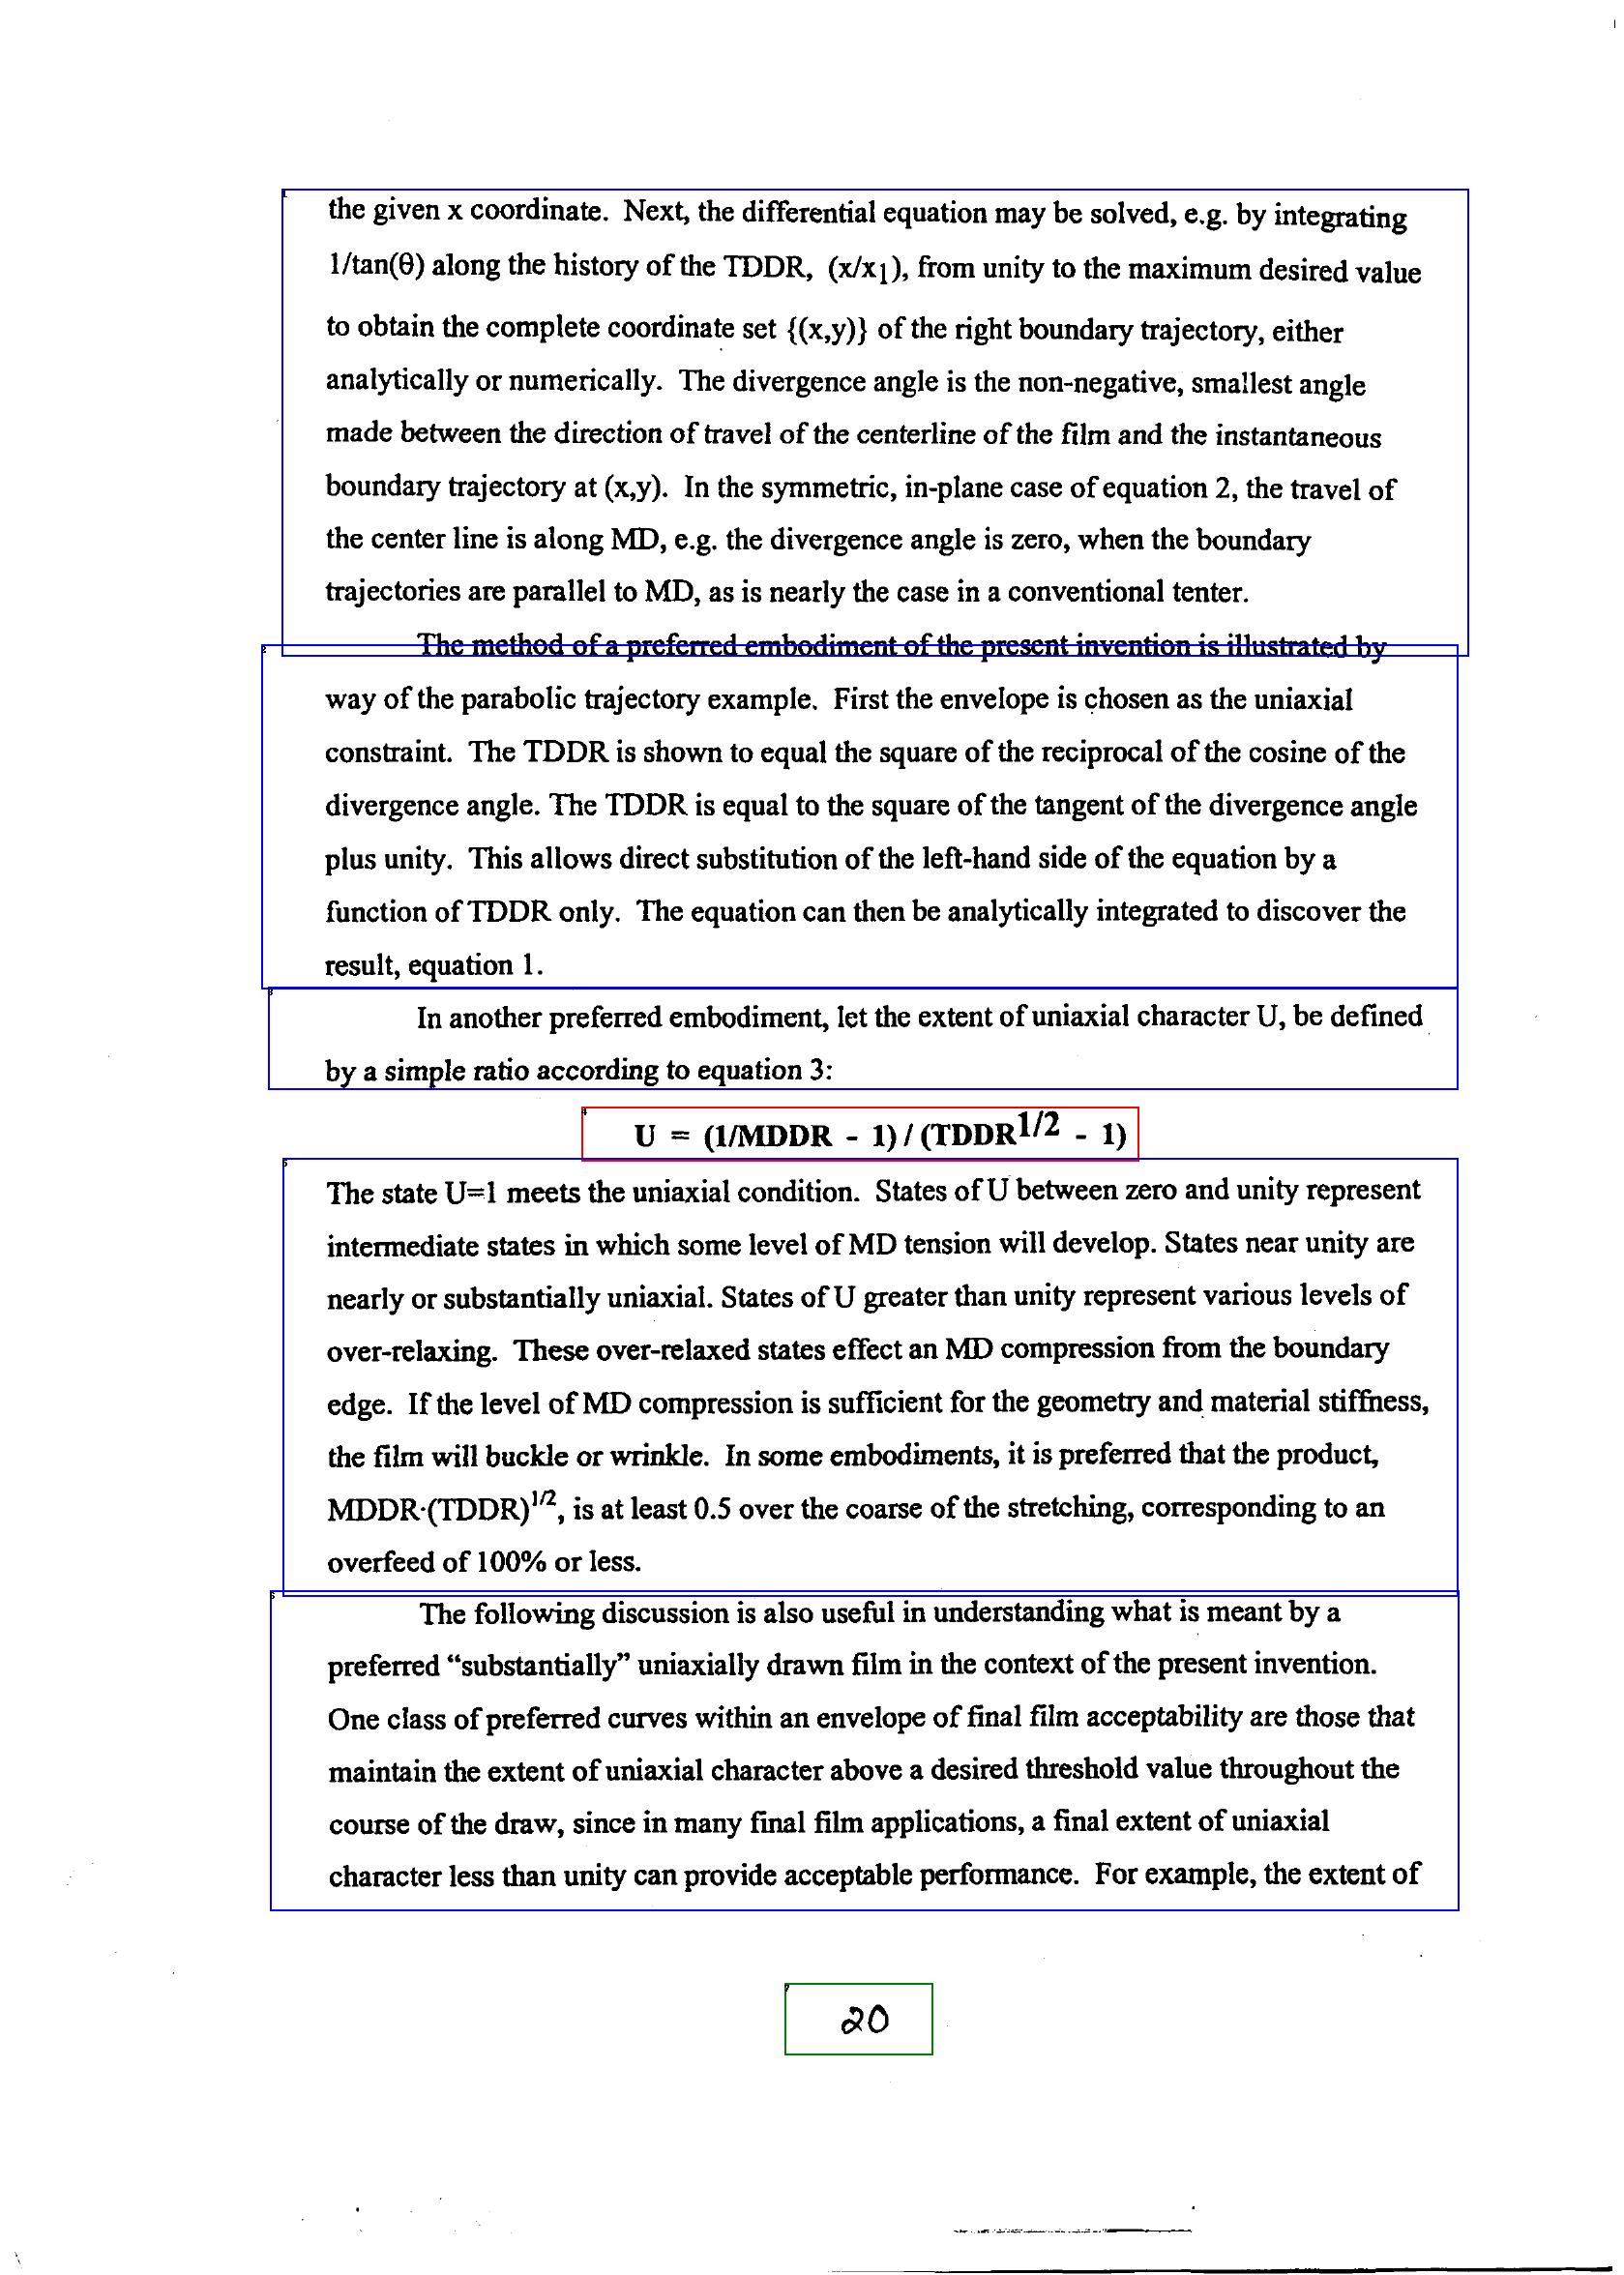 the given x coordinate.  Next, the differential equation may be solved, e.g. by integrating
1/tan(θ) along the history of the TDDR,  (x/x₁), from unity to the maximum desired value
to obtain the complete coordinate set {(x,y)} of the right boundary trajectory, either
analytically or numerically.  The divergence angle is the non-negative, smallest angle
made between the direction of travel of the centerline of the film and the instantaneous
boundary trajectory at (x,y).  In the symmetric, in-plane case of equation 2, the travel of
the center line is along MD, e.g. the divergence angle is zero, when the boundary
trajectories are parallel to MD, as is nearly the case in a conventional tenter.
The method of a preferred embodiment of the present invention is illustrated by
way of the parabolic trajectory example.  First the envelope is chosen as the uniaxial
constraint.  The TDDR is shown to equal the square of the reciprocal of the cosine of the
divergence angle. The TDDR is equal to the square of the tangent of the divergence angle
plus unity.  This allows direct substitution of the left-hand side of the equation by a
function of TDDR only.  The equation can then be analytically integrated to discover the
result, equation 1.
In another preferred embodiment, let the extent of uniaxial character U, be defined
by a simple ratio according to equation 3:
U = (1/MDDR - 1) / (TDDR^1/2 - 1)
The state U=1 meets the uniaxial condition.  States of U between zero and unity represent
intermediate states in which some level of MD tension will develop. States near unity are
nearly or substantially uniaxial. States of U greater than unity represent various levels of
over-relaxing.  These over-relaxed states effect an MD compression from the boundary
edge.  If the level of MD compression is sufficient for the geometry and material stiffness,
the film will buckle or wrinkle.  In some embodiments, it is preferred that the product,
MDDR·(TDDR)^1/2, is at least 0.5 over the coarse of the stretching, corresponding to an
overfeed of 100% or less.
The following discussion is also useful in understanding what is meant by a
preferred “substantially” uniaxially drawn film in the context of the present invention.
One class of preferred curves within an envelope of final film acceptability are those that
maintain the extent of uniaxial character above a desired threshold value throughout the
course of the draw, since in many final film applications, a final extent of uniaxial
character less than unity can provide acceptable performance.  For example, the extent of
20